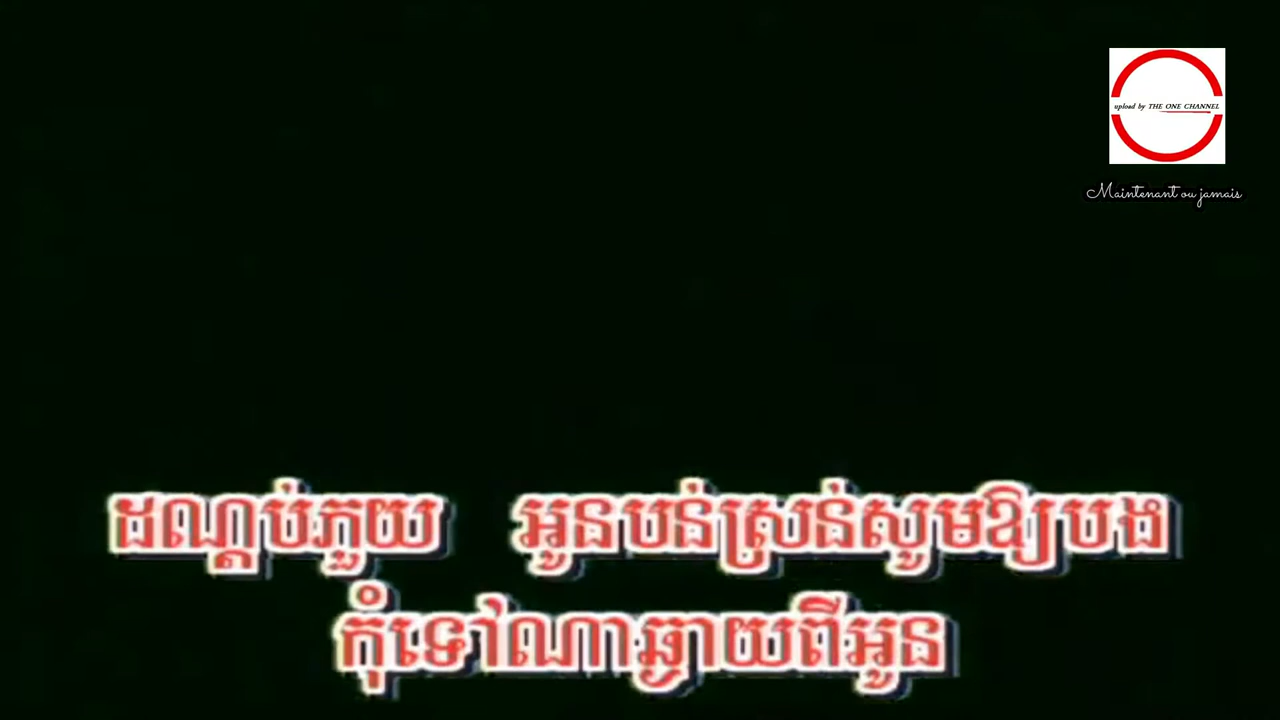 upload by THE ONE CHANNEL
Maintenant ou jamais
ដណ្ដប់ភួយ អូនបន់ស្រន់សូមឱ្យបង
កុំទៅណាឆ្ងាយពីអូន